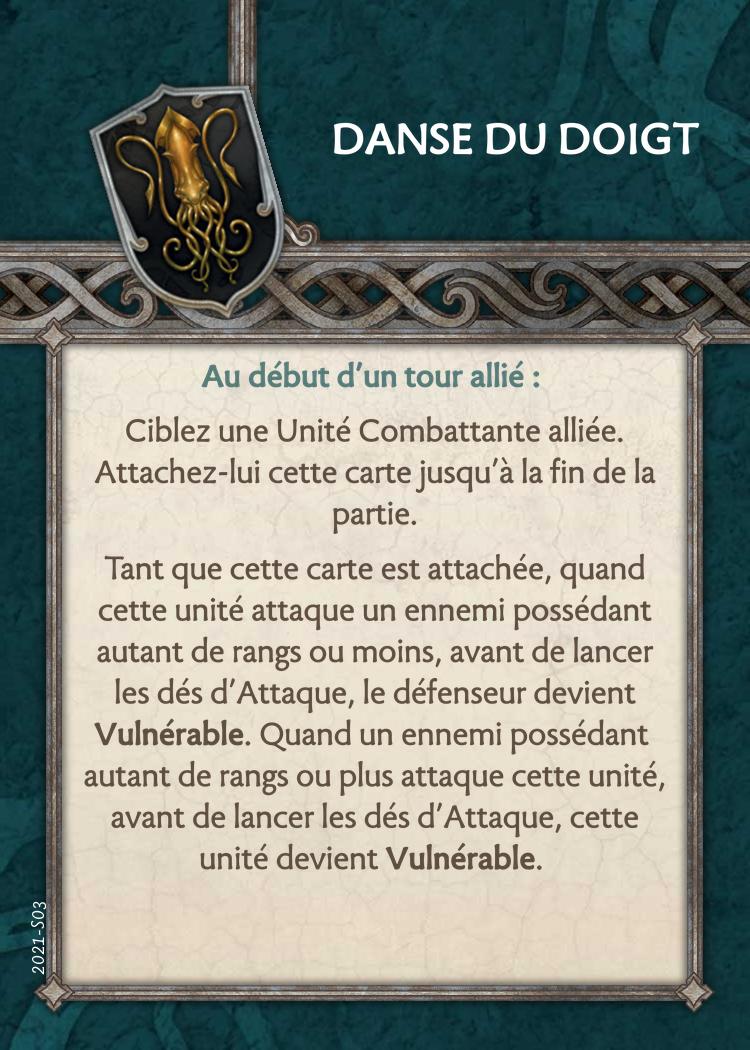 DANSE DU DOIGT
Au début d'un tour allié :
Ciblez une Unité Combattante alliée.
Attachez-lui cette carte jusqu'à la fin de la
partie.
Tant que cette carte est attachée, quand
cette unité attaque un ennemi possédant
autant de rangs ou moins, avant de lancer
les dés d'Attaque, le défenseur devient
Vulnérable. Quand un ennemi possédant
autant de rangs ou plus attaque cette unité,
avant de lancer les dés d'Attaque, cette
unité devient Vulnérable.
2021-S03